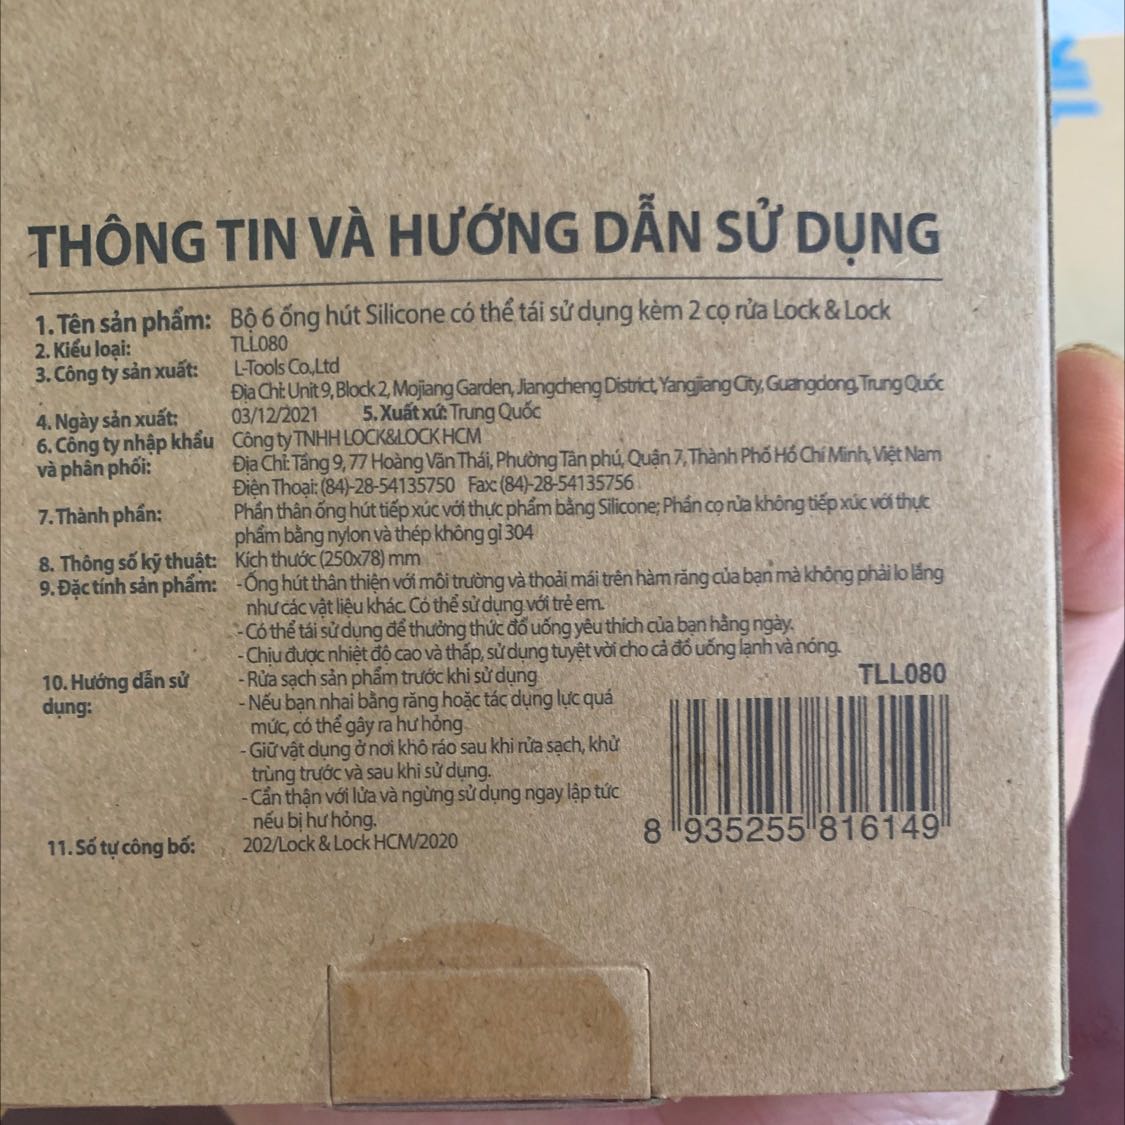 THÔNG TIN VÀ HƯỚNG DẪN SỬ DỤNG
1. Tên sản phẩm: Bộ 6 ống hút Silicone có thể tái sử dụng kèm 2 cọ rửa Lock & Lock
2. Kiểu loại: TLL080
3. Công ty sản xuất: L-Tools Co.,Ltd
Địa Chỉ: Unit 9, Block 2, Mojiang Garden, Jiangcheng District, Yangjiang City, Guangdong, Trung Quốc
4. Ngày sản xuất: 03/12/2021 5. Xuất xứ: Trung Quốc
6. Công ty nhập khẩu Công ty TNHH LOCK&LOCK HCM
và phân phối: Địa Chỉ: Tầng 9, 77 Hoàng Văn Thái, Phường Tân phú, Quận 7, Thành Phố Hồ Chí Minh, Việt Nam
Điện Thoại: (84)-28-54135750 Fax: (84)-28-54135756
7. Thành phần: Phần thân ống hút tiếp xúc với thực phẩm bằng Silicone; Phần cọ rửa không tiếp xúc với thực
phẩm bằng nylon và thép không gỉ 304
8. Thông số kỹ thuật: Kích thước (250x78) mm
9. Đặc tính sản phẩm: - Ống hút thân thiện với môi trường và thoải mái trên hàm răng của bạn mà không phải lo lắng
như các vật liệu khác. Có thể sử dụng với trẻ em.
- Có thể tái sử dụng để thưởng thức đồ uống yêu thích của bạn hằng ngày.
- Chịu được nhiệt độ cao và thấp, sử dụng tuyệt vời cho cả đồ uống lạnh và nóng.
10. Hướng dẫn sử - Rửa sạch sản phẩm trước khi sử dụng
dụng: - Nếu bạn nhai bằng răng hoặc tác dụng lực quá
mức, có thể gây ra hư hỏng
- Giữ vật dụng ở nơi khô ráo sau khi rửa sạch, khử
trùng trước và sau khi sử dụng.
- Cẩn thận với lửa và ngừng sử dụng ngay lập tức
nếu bị hư hỏng.
11. Số tự công bố: 202/Lock & Lock HCM/2020
TLL080
8 935255 816149